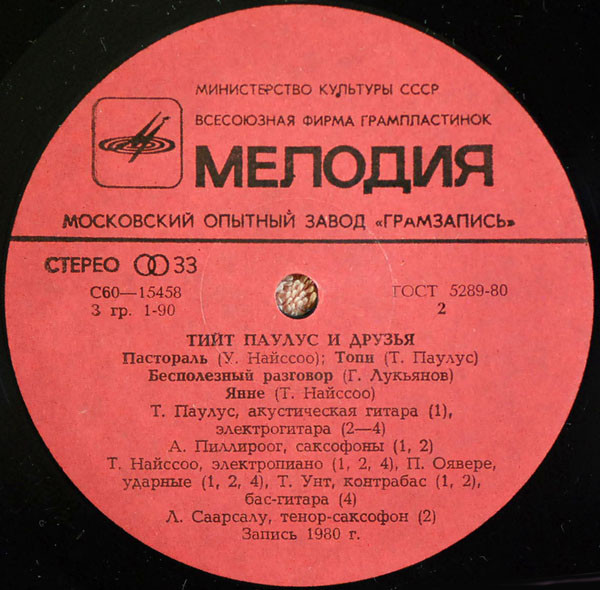 МИНИСТЕРСТВО КУЛЬТУРЫ СССР
ВСЕСОЮЗНАЯ ФИРМА ГРАМПЛАСТИНОК
МЕЛОДИЯ
МОСКОВСКИЙ ОПЫТНЫЙ ЗАВОД «ГРАМЗАПИСЬ»
СТЕРЕО 33
С60—15458 ГОСТ 5289-80
3 гр. 1-90 2
ТИЙТ ПАУЛУС И ДРУЗЬЯ
Пастораль (У. Найссоо); Топи (Т. Паулус)
Бесполезный разговор (Г. Лукьянов)
Янне (Т. Найссоо)
Т. Паулус, акустическая гитара (1),
электрогитара (2—4)
А. Пиллироог, саксофоны (1, 2)
Т. Найссоо, электропиано (1, 2, 4), П. Оявере,
ударные (1, 2, 4), Т. Унт, контрабас (1, 2),
бас-гитара (4)
Л. Саарсалу, тенор-саксофон (2)
Запись 1980 г.